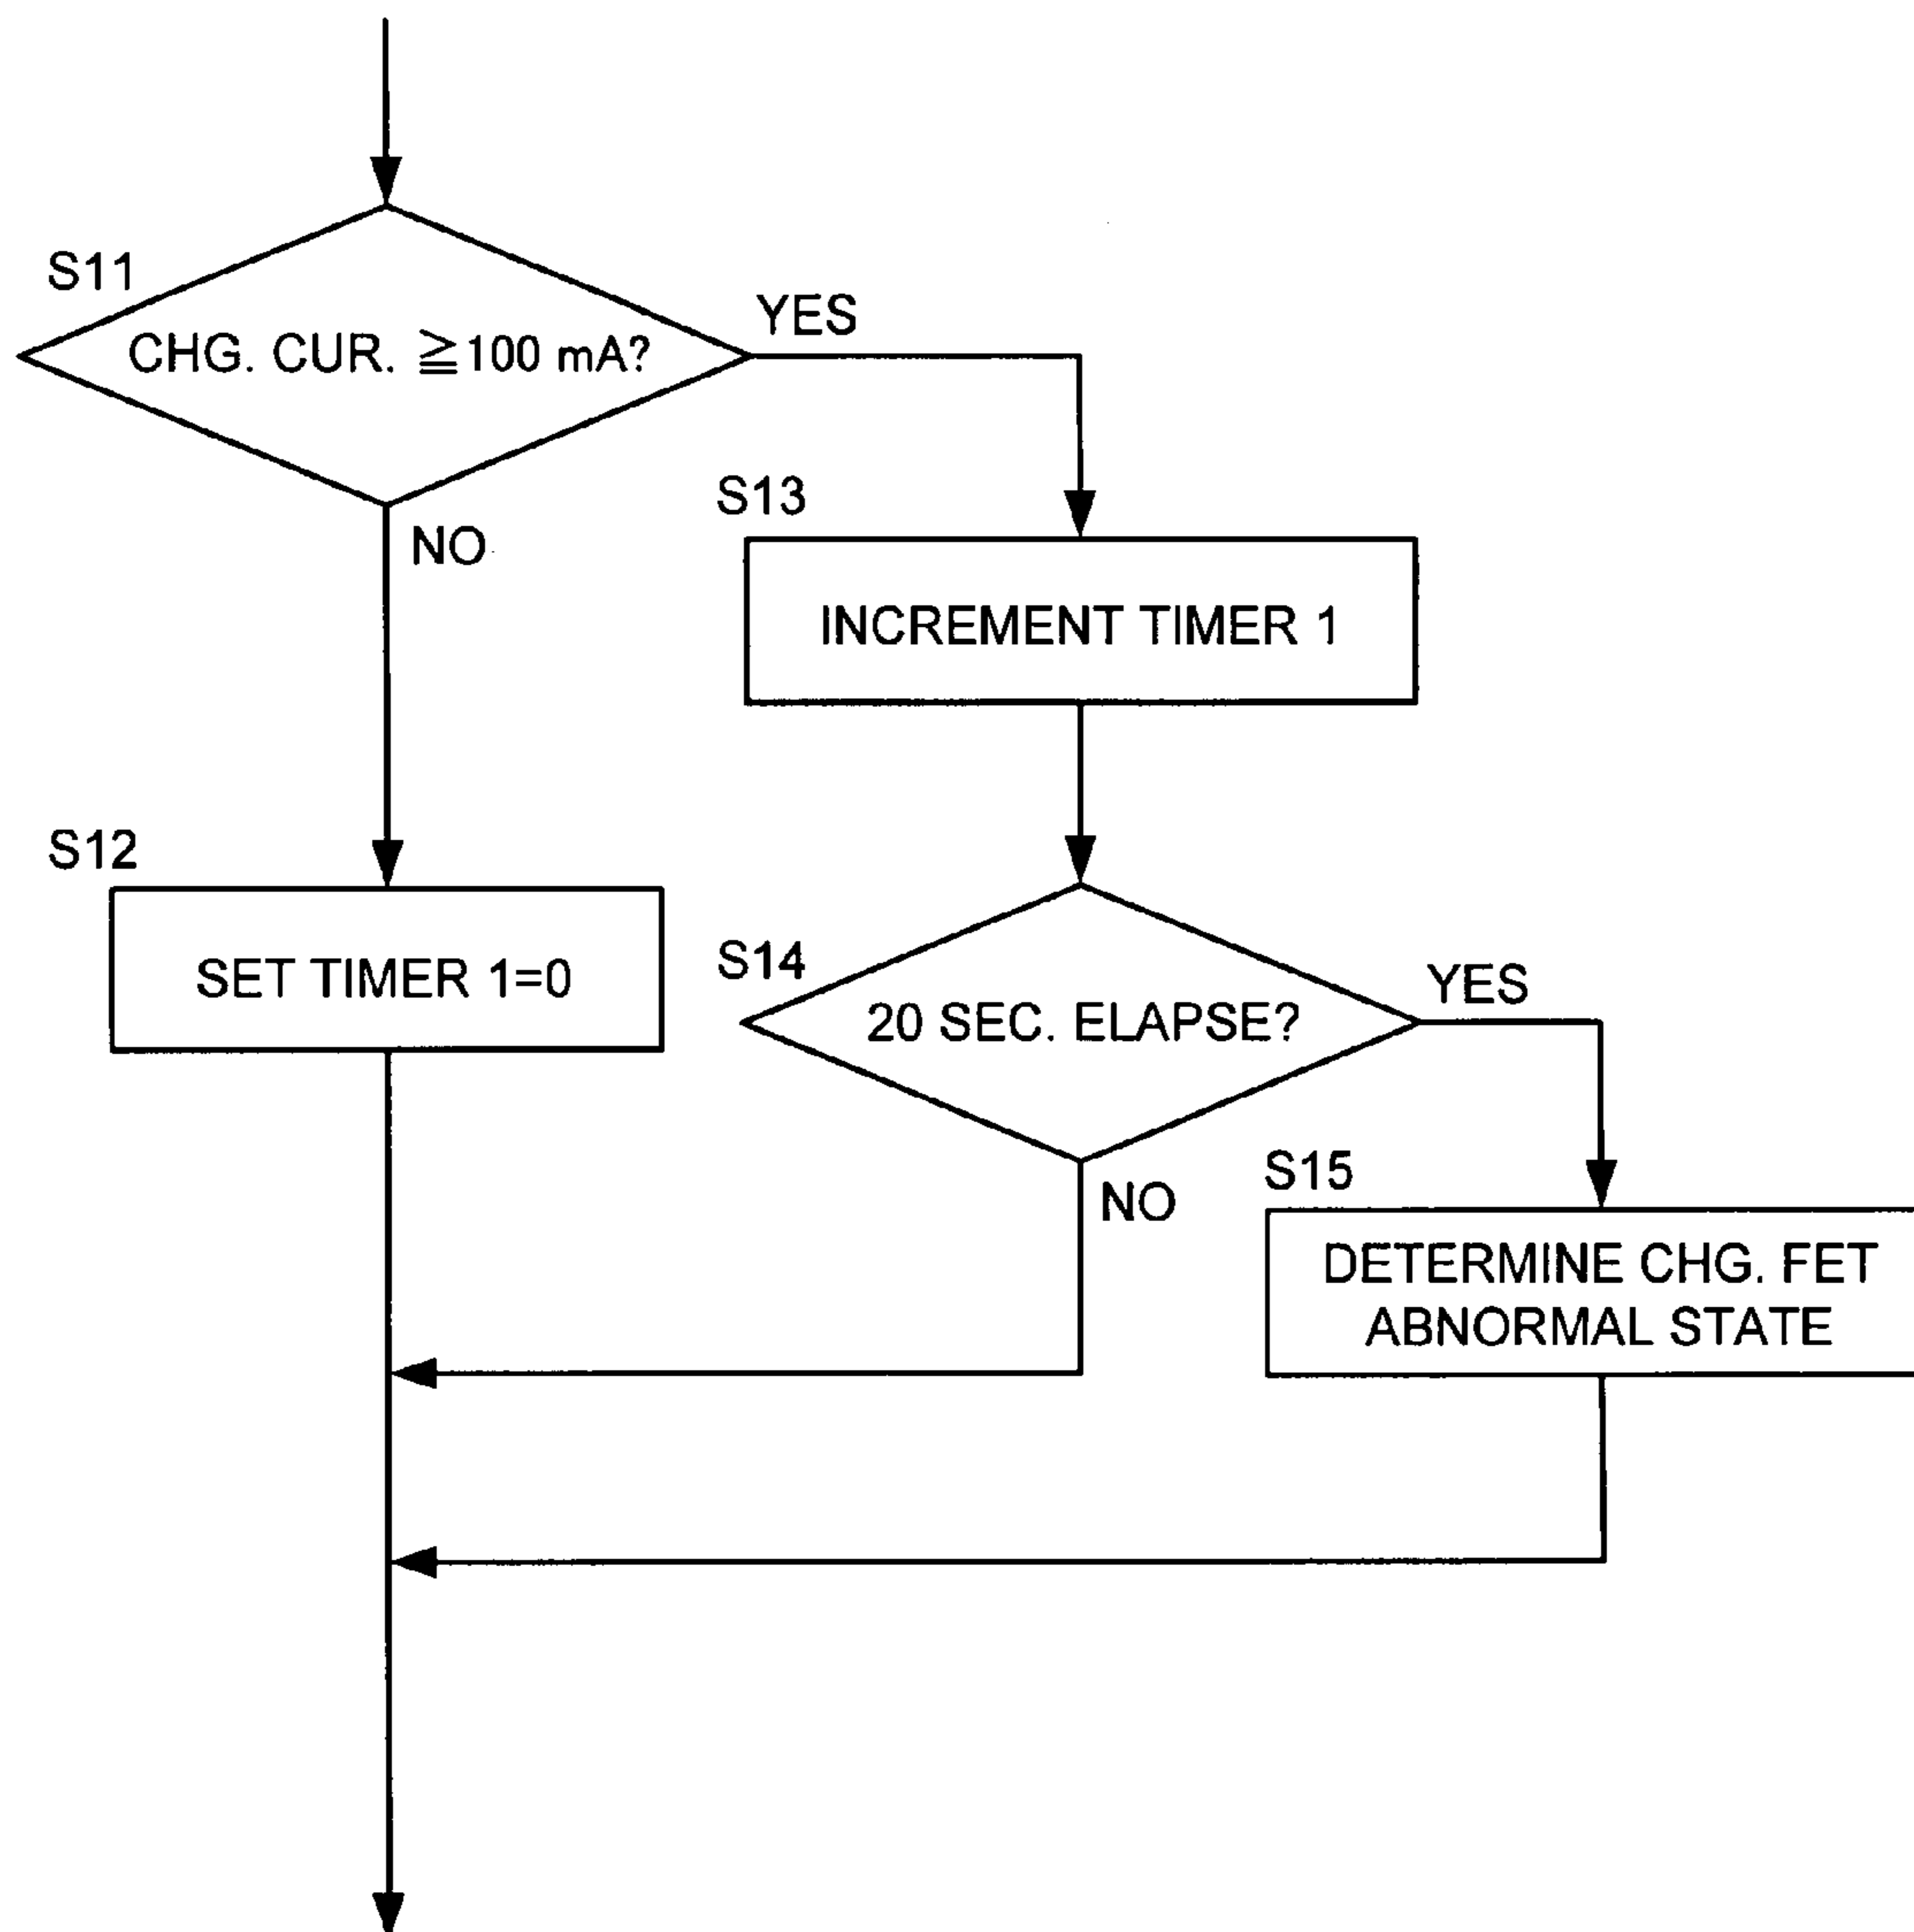 S11
CHG. CUR. ≧100 mA?
YES
NO
S13
INCREMENT TIMER 1
S12
SET TIMER 1=0
S14
20 SEC. ELAPSE?
YES
NO
S15
DETERMINE CHG. FET
ABNORMAL STATE